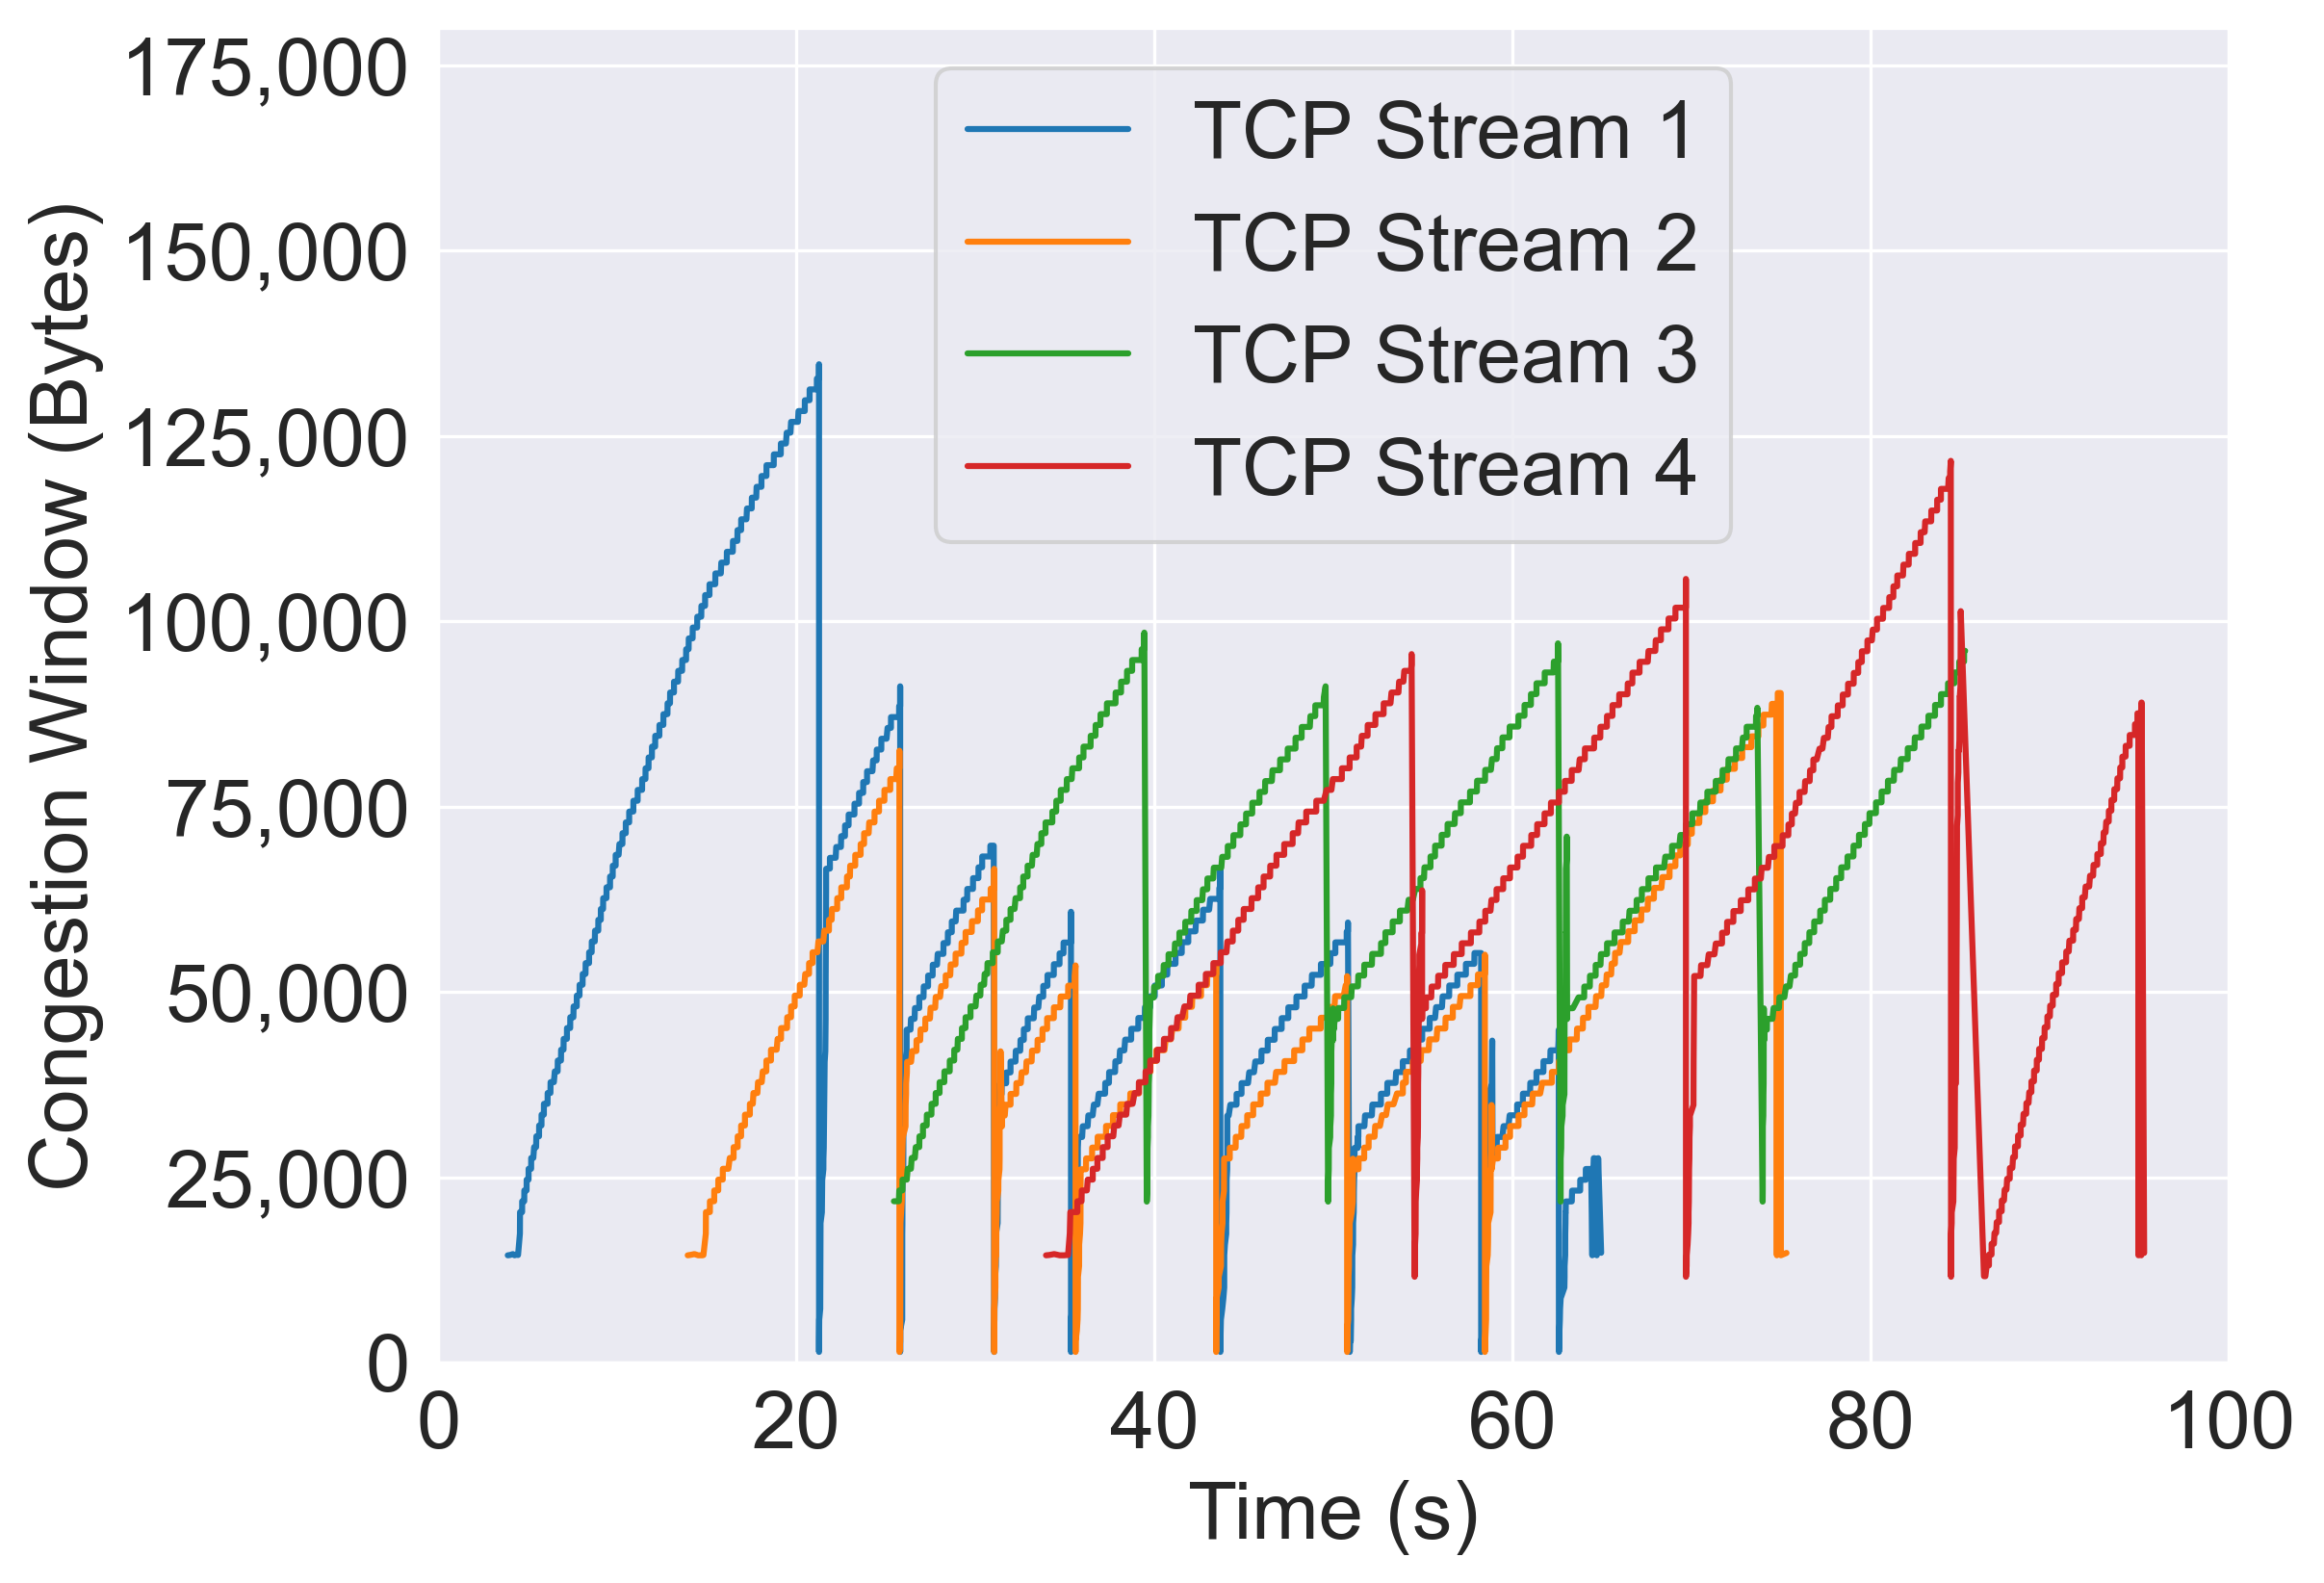 Congestion Window (Bytes)
175,000
150,000
125,000
100,000
75,000
50,000
25,000
0
TCP Stream 1
TCP Stream 2
TCP Stream 3
TCP Stream 4
0 20 40 60 80 100
Time (s)